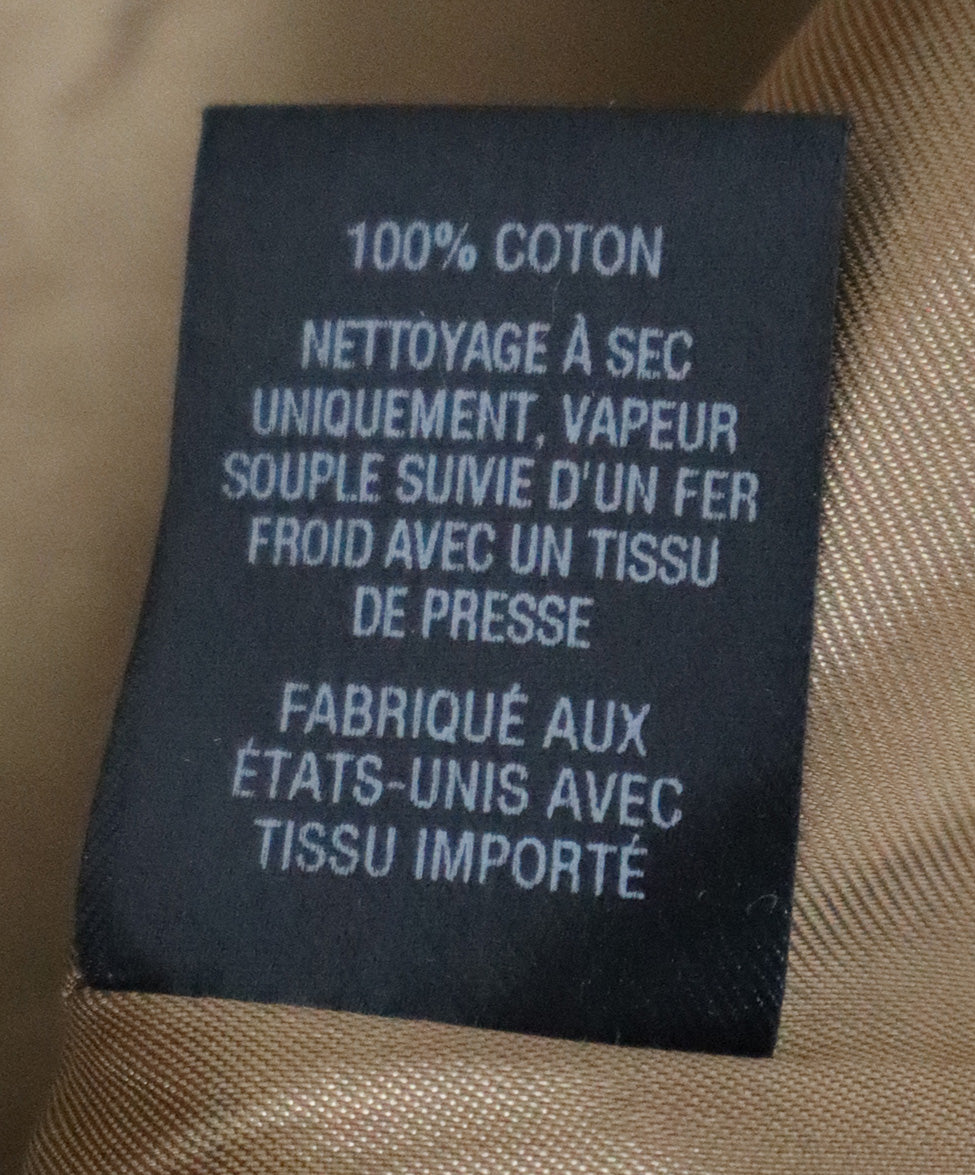 100% COTON
NETTOYAGE À SEC
UNIQUEMENT, VAPEUR
SOUPLE SUIVIE D'UN FER
FROID AVEC UN TISSU
DE PRESSE
FABRIQUÉ AUX
ÉTATS-UNIS AVEC
TISSU IMPORTÉ